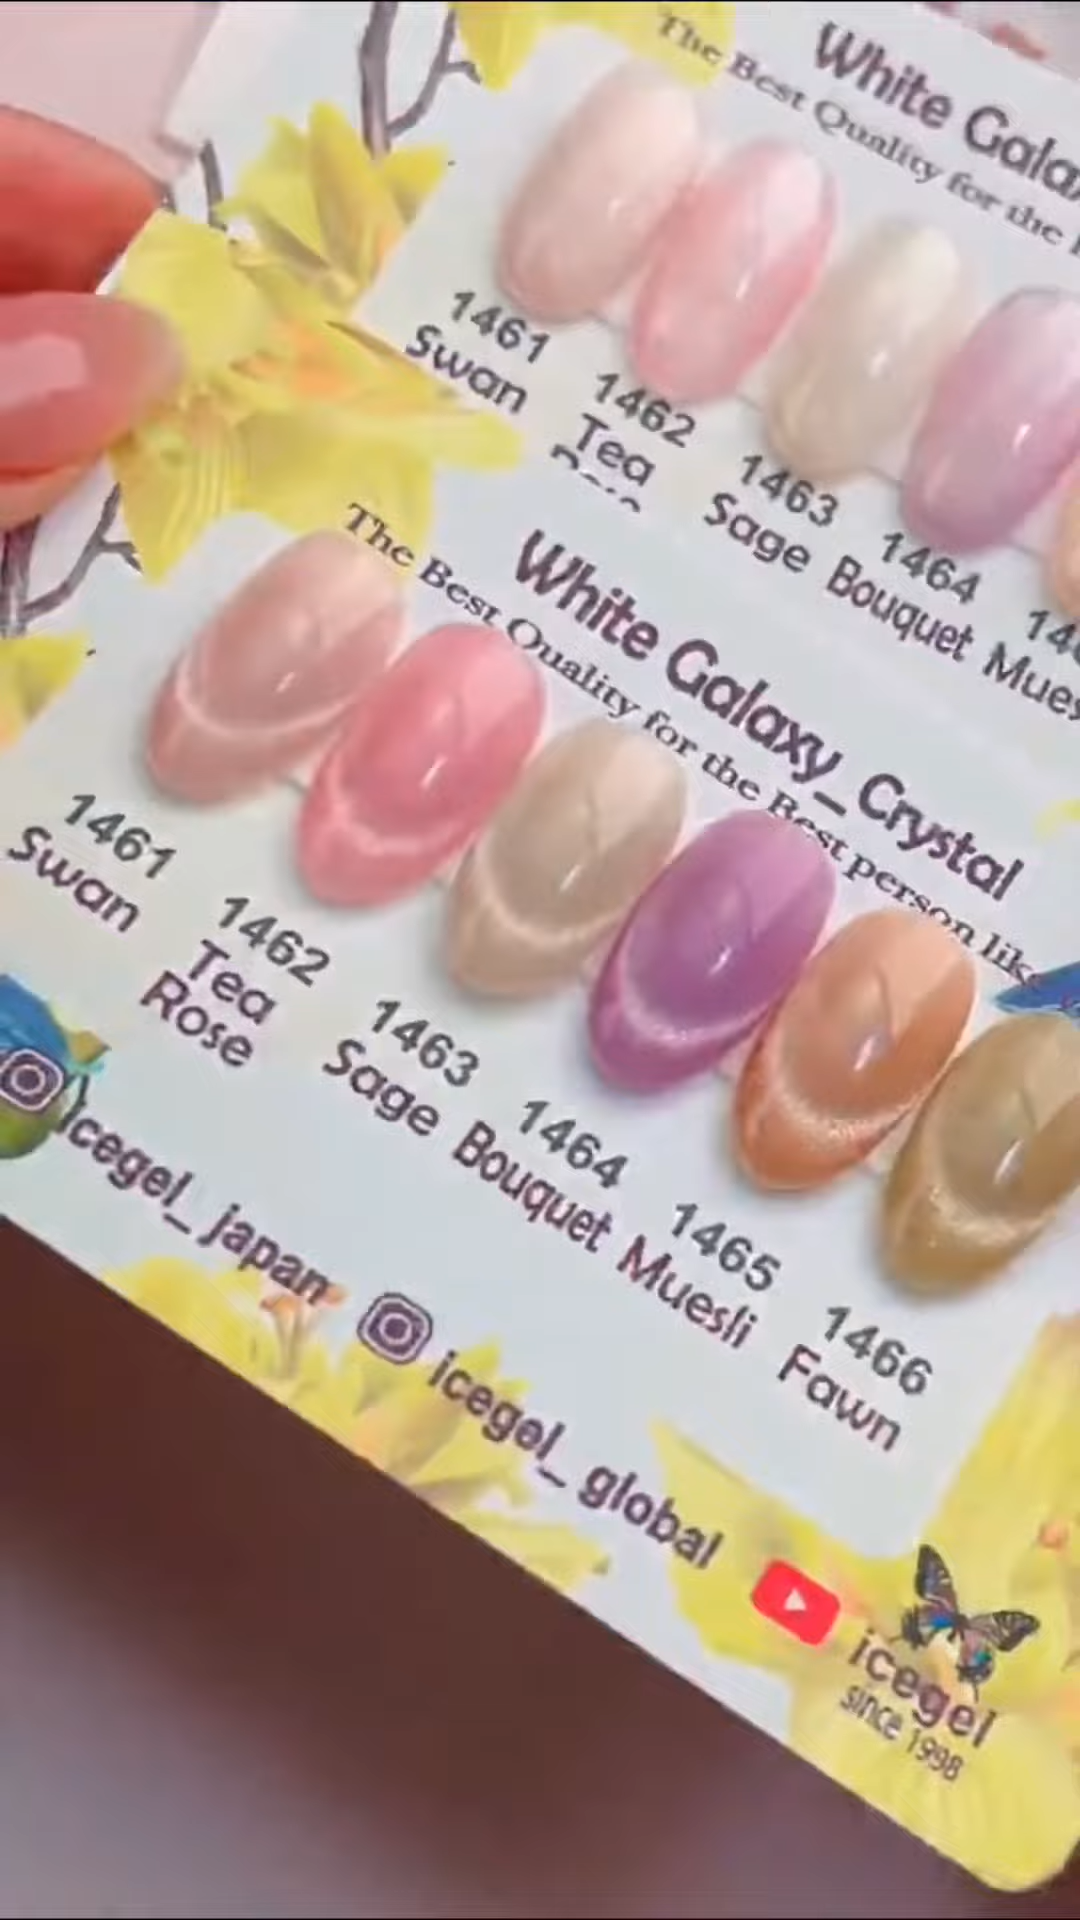 White
The Best Quality for the
1461
Swan
1462
Tea
1463
Sage
1464
Bouquet
White Galaxy_Crystal
The Best Quality for the Best person like
1461
Swan
1462
Tea
Rose
1463
Sage
1464
Bouquet
1465
Muesli
1466
Fawn
icegel_japan
icegel_global
icegel
since 1998